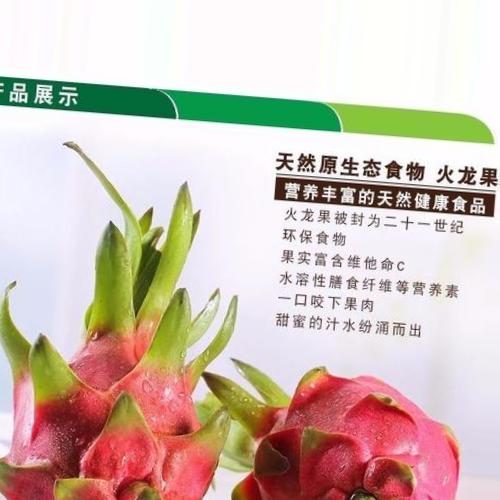 产品展示
天然原生态食物 火龙果
营养丰富的天然健康食品
火龙果被封为二十一世纪
环保食物
果实富含维他命C
水溶性膳食纤维等营养素
一口咬下果肉
甜蜜的汁水纷涌而出